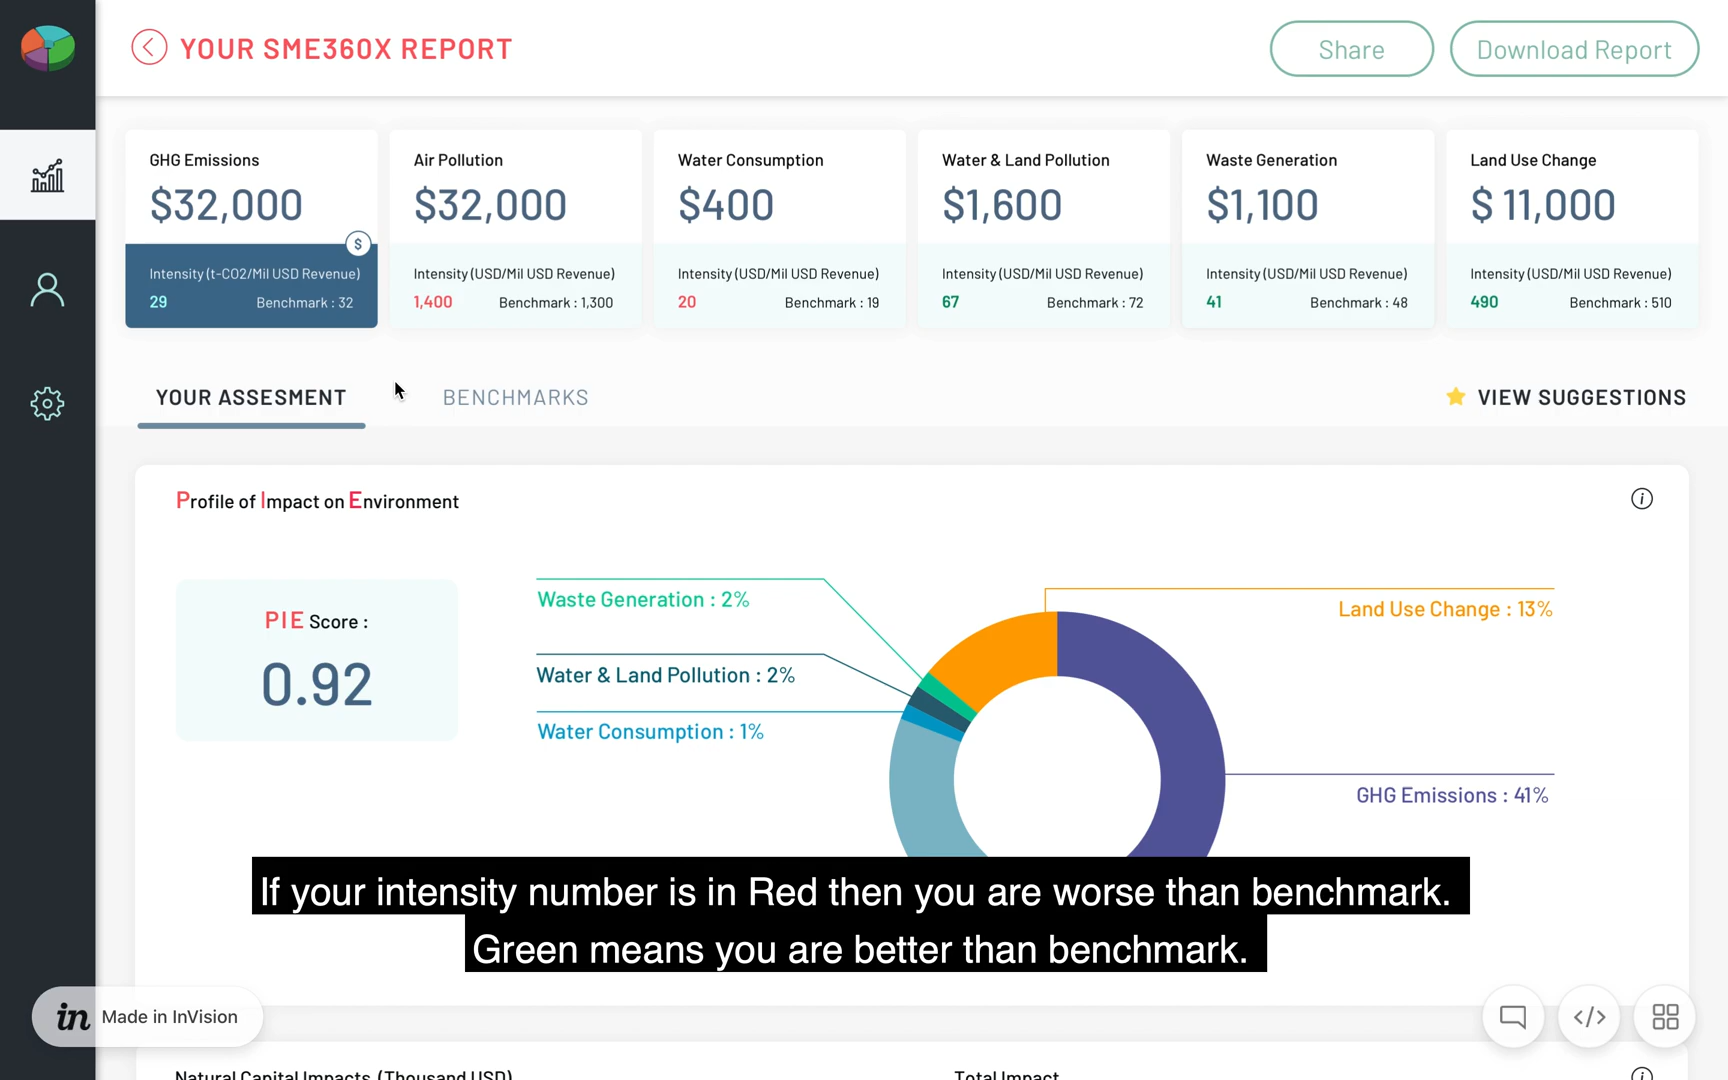 YOUR SME360X REPORT
Share
Download Report
GHG Emissions
$32,000
$
Intensity (t-CO2/Mil USD Revenue)
29 Benchmark : 32
Air Pollution
$32,000
Intensity (USD/Mil USD Revenue)
1,400 Benchmark : 1,300
Water Consumption
$400
Intensity (USD/Mil USD Revenue)
20 Benchmark : 19
Water & Land Pollution
$1,600
Intensity (USD/Mil USD Revenue)
67 Benchmark : 72
Waste Generation
$1,100
Intensity (USD/Mil USD Revenue)
41 Benchmark : 48
Land Use Change
$ 11,000
Intensity (USD/Mil USD Revenue)
490 Benchmark : 510
YOUR ASSESMENT
BENCHMARKS
VIEW SUGGESTIONS
Profile of Impact on Environment
i
PIE Score :
0.92
Waste Generation : 2%
Water & Land Pollution : 2%
Water Consumption : 1%
Land Use Change : 13%
GHG Emissions : 41%
If your intensity number is in Red then you are worse than benchmark.
Green means you are better than benchmark.
in Made in InVision
</>
Natural Capital Impacts (Thousand USD)
Total Impact
i